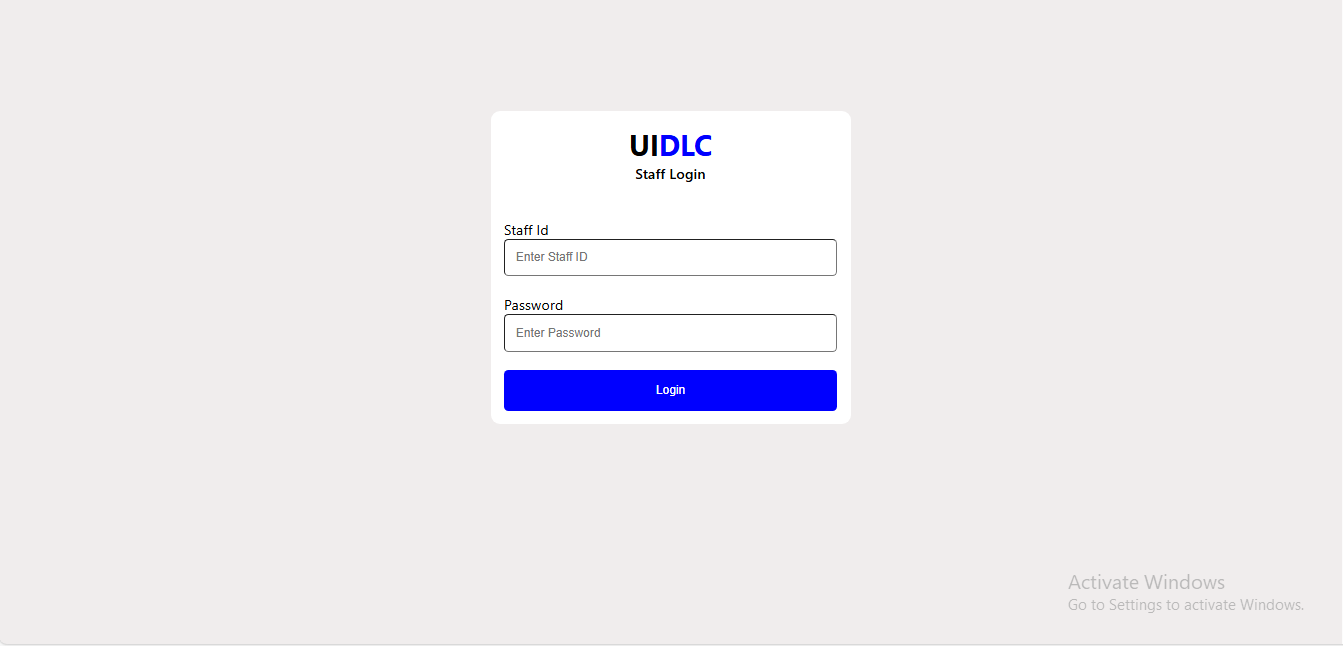 UIDLC
Staff Login
Staff Id
Enter Staff ID
Password
Enter Password
Login
Activate Windows
Go to Settings to activate Windows.